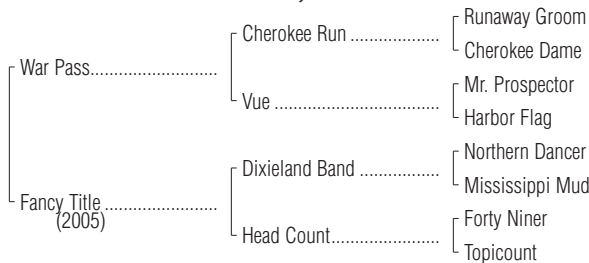 Runaway Groom
Cherokee Run ..................
Cherokee Dame
War Pass.........................
Mr. Prospector
Vue .................................
Harbor Flag
Northern Dancer
Dixieland Band ................
Mississippi Mud
Fancy Title ......................
(2005)
Forty Niner
Head Count......................
Topicount